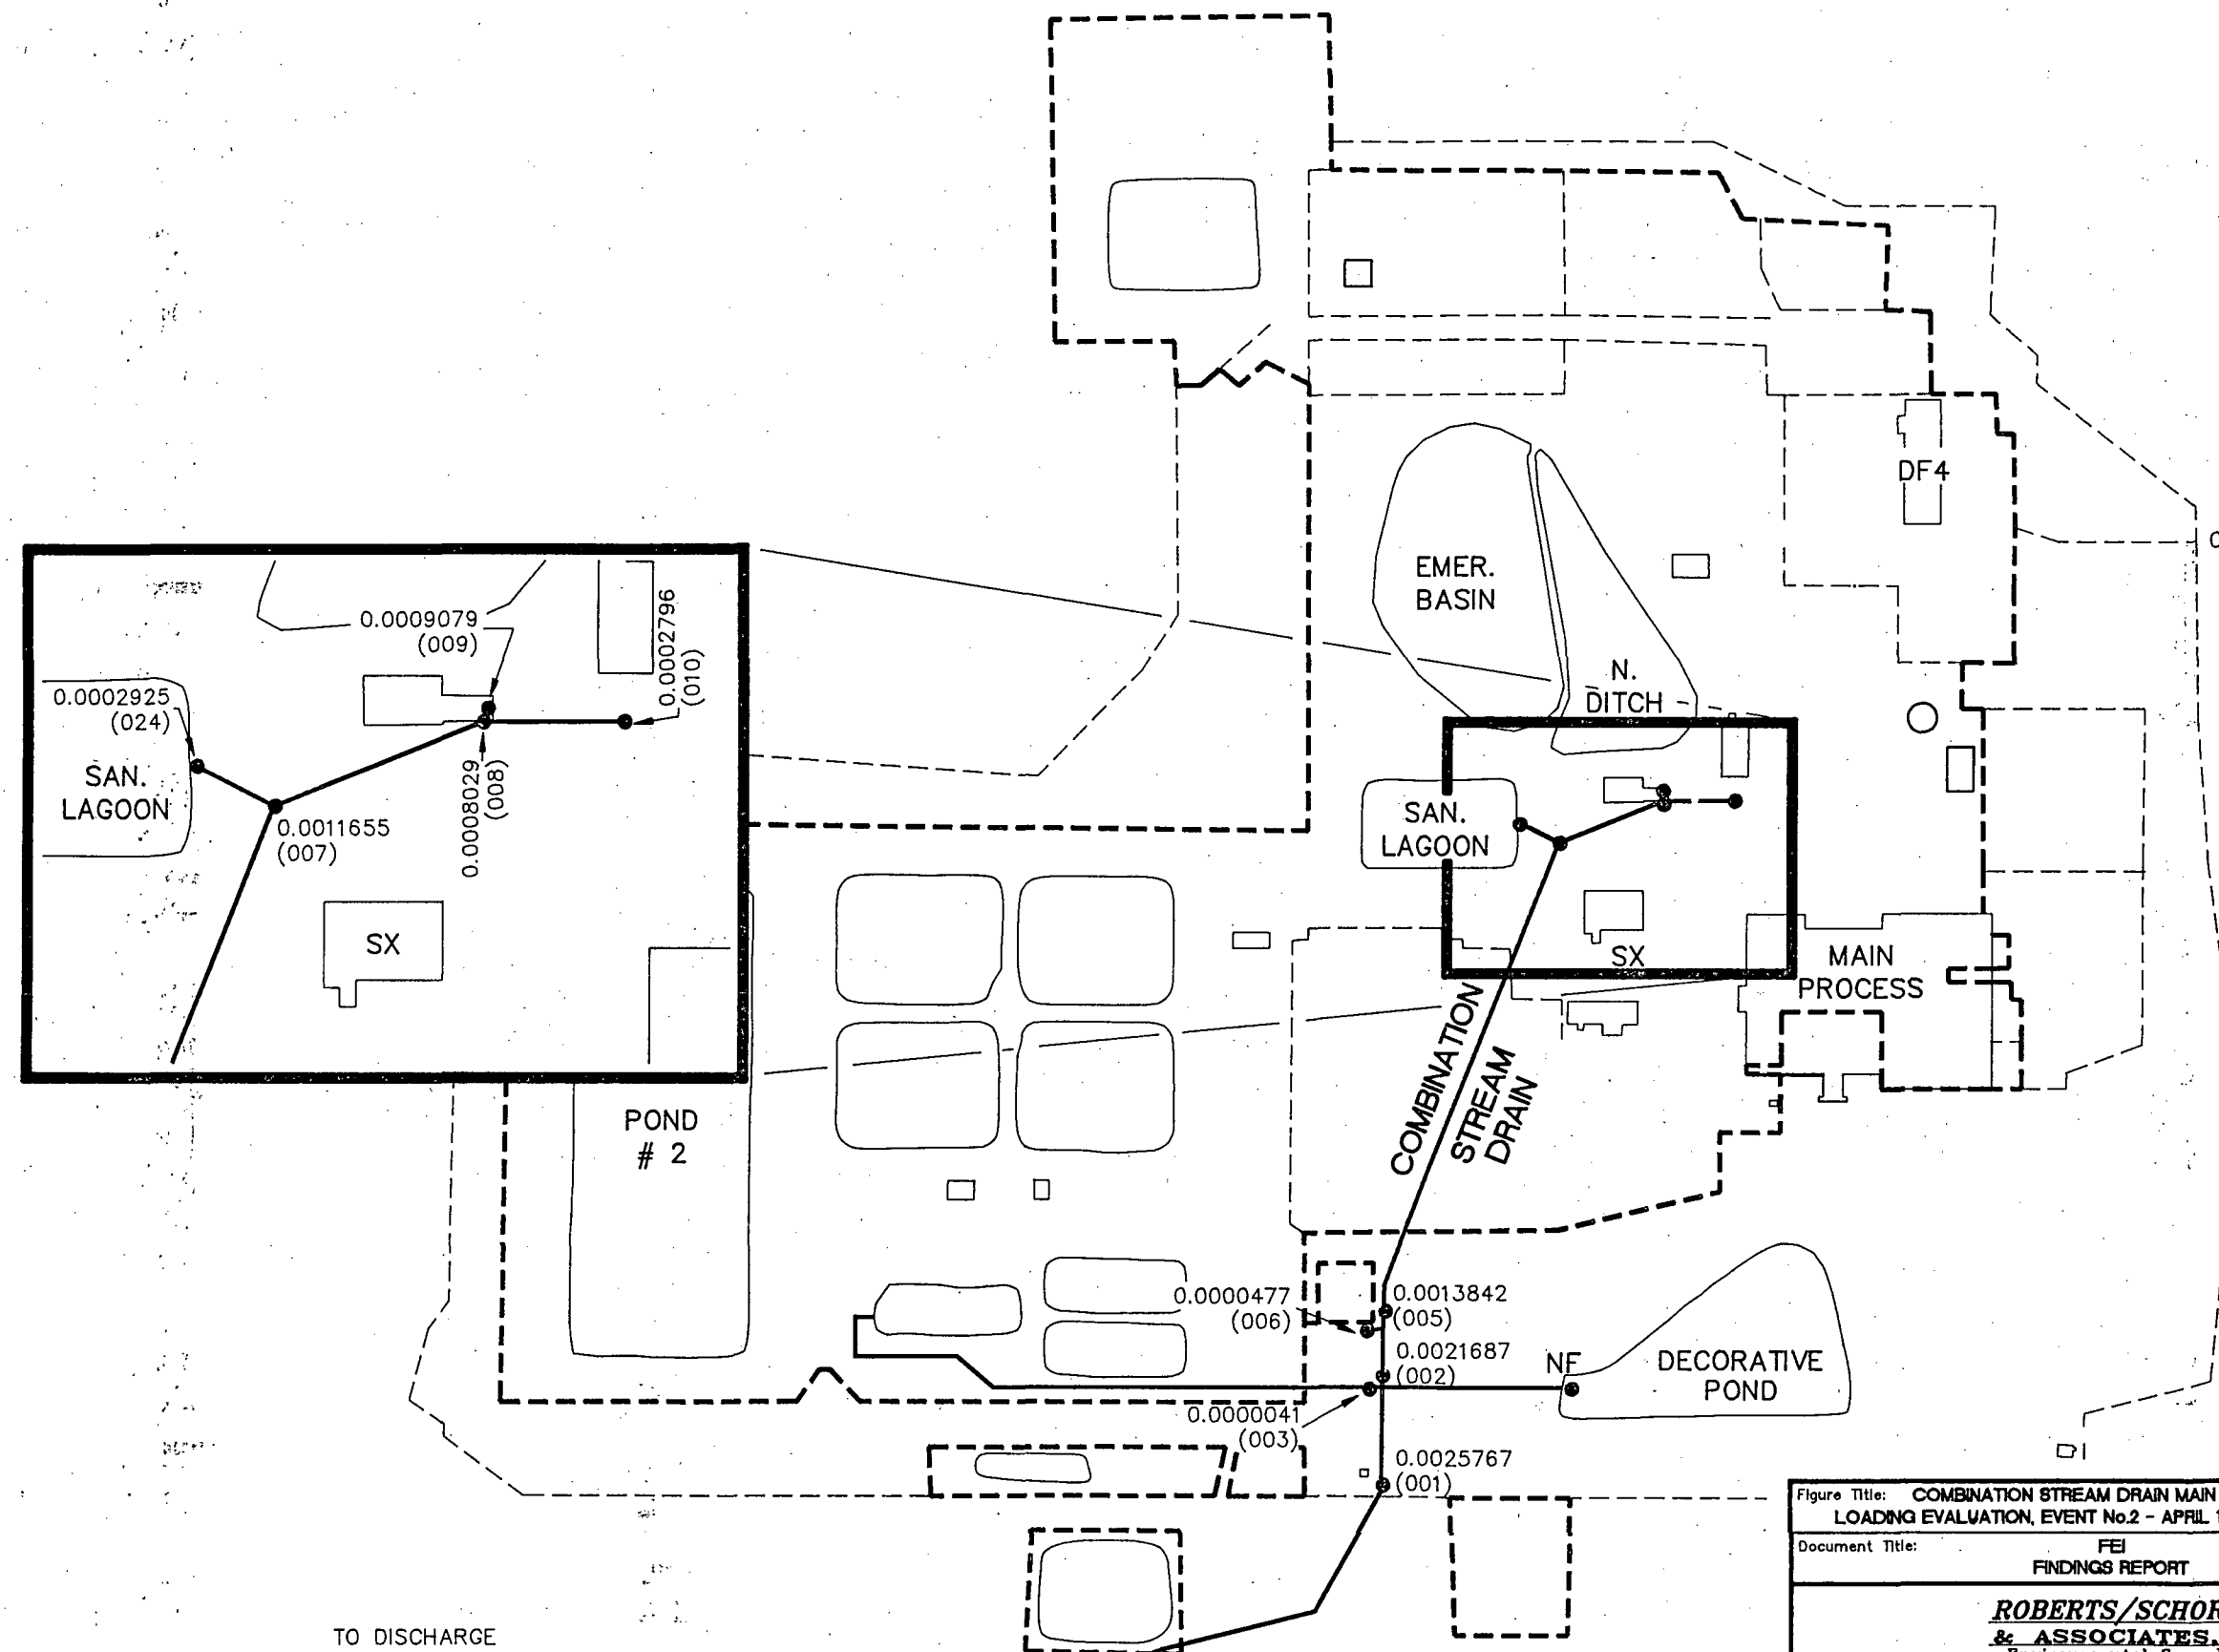 DF4
EMER.
BASIN
N.
DITCH
0.0009079
(009)
0.0002796
(010)
0.0002925
(024)
SAN.
LAGOON
0.0011655
(007)
0.0008029
(008)
SX
SAN.
LAGOON
SX
MAIN
PROCESS
COMBINATION
STREAM
DRAIN
POND
# 2
0.0000477
(006)
0.0013842
(005)
0.0021687
(002)
NF
DECORATIVE
POND
0.0000041
(003)
0.0025767
(001)
TO DISCHARGE
Figure Title: COMBINATION STREAM DRAIN MAIN
LOADING EVALUATION, EVENT No.2 - APRIL 1
Document Title: FEI
FINDINGS REPORT
ROBERTS/SCHOR
& ASSOCIATES,